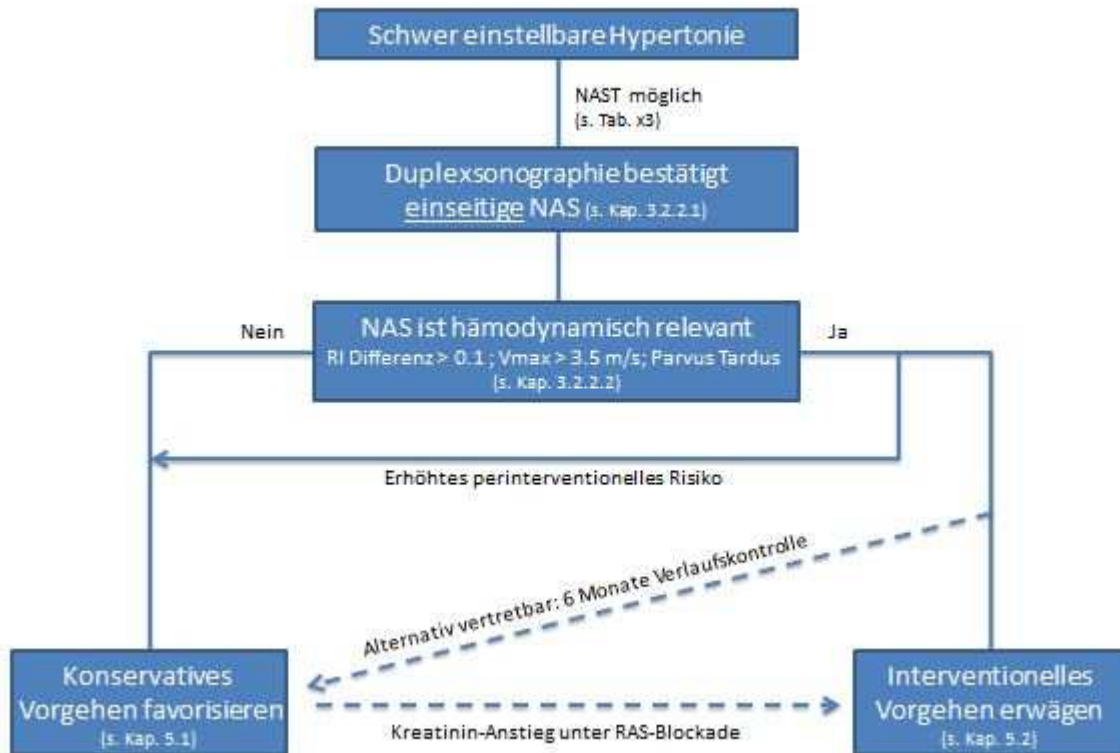 Schwer einstellbare Hypertonie
NAST möglich
(s. Tab. x3)
Duplexsonographie bestätigt
einseitige NAS (s. Kap. 3.2.2.1)
Nein
NAS ist hämodynamisch relevant
Ja
RI Differenz > 0.1 ; Vmax > 3.5 m/s; Parvus Tardus
(s. Kap. 3.2.2.2)
Erhöhtes perinterventionelles Risiko
Alternativ vertretbar: 6 Monate Verlaufskontrolle
Konservatives
Vorgehen favorisieren
(s. Kap. 5.1)
Kreatinin-Anstieg unter RAS-Blockade
Interventionelles
Vorgehen erwägen
(s. Kap. 5.2)